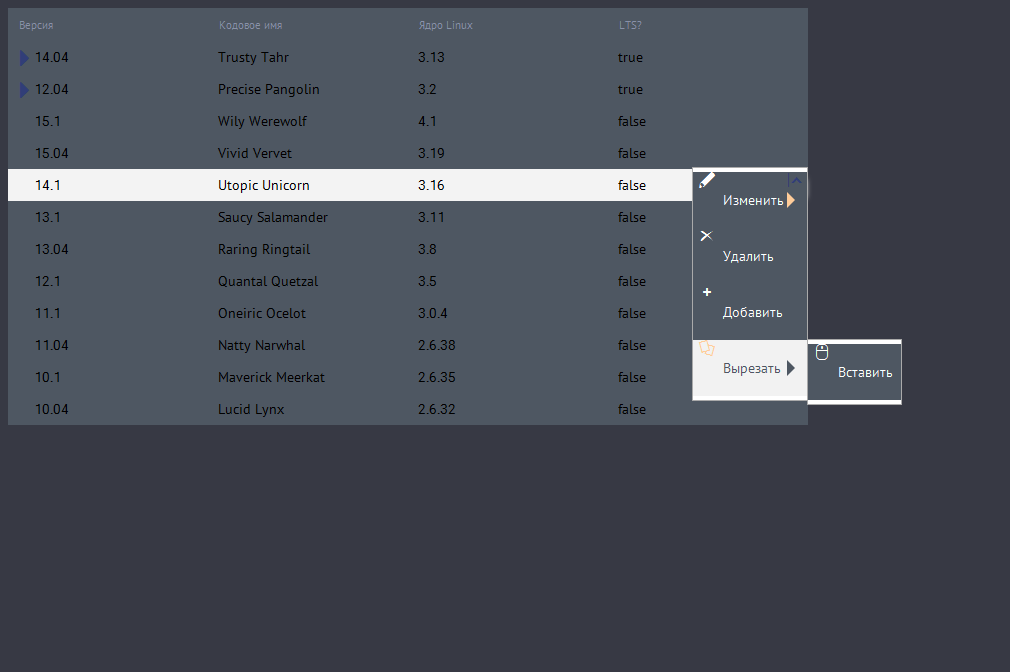 Версия Кодовое имя Ядро Linux LTS?
14.04 Trusty Tahr 3.13 true
12.04 Precise Pangolin 3.2 true
15.1 Wily Werewolf 4.1 false
15.04 Vivid Vervet 3.19 false
14.1 Utopic Unicorn 3.16 false
Изменить
13.1 Saucy Salamander 3.11 false
13.04 Raring Ringtail 3.8 false
Удалить
12.1 Quantal Quetzal 3.5 false
11.1 Oneiric Ocelot 3.0.4 false
Добавить
11.04 Natty Narwhal 2.6.38 false
Вырезать
Вставить
10.1 Maverick Meerkat 2.6.35 false
10.04 Lucid Lynx 2.6.32 false